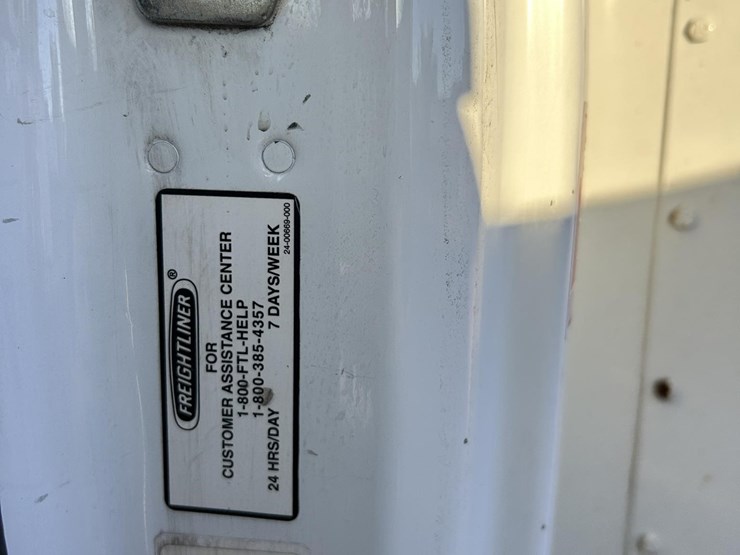 FREIGHTLINER®
FOR
CUSTOMER ASSISTANCE CENTER
1-800-FTL-HELP
1-800-385-4357
24 HRS/DAY 7 DAYS/WEEK
24-00669-000